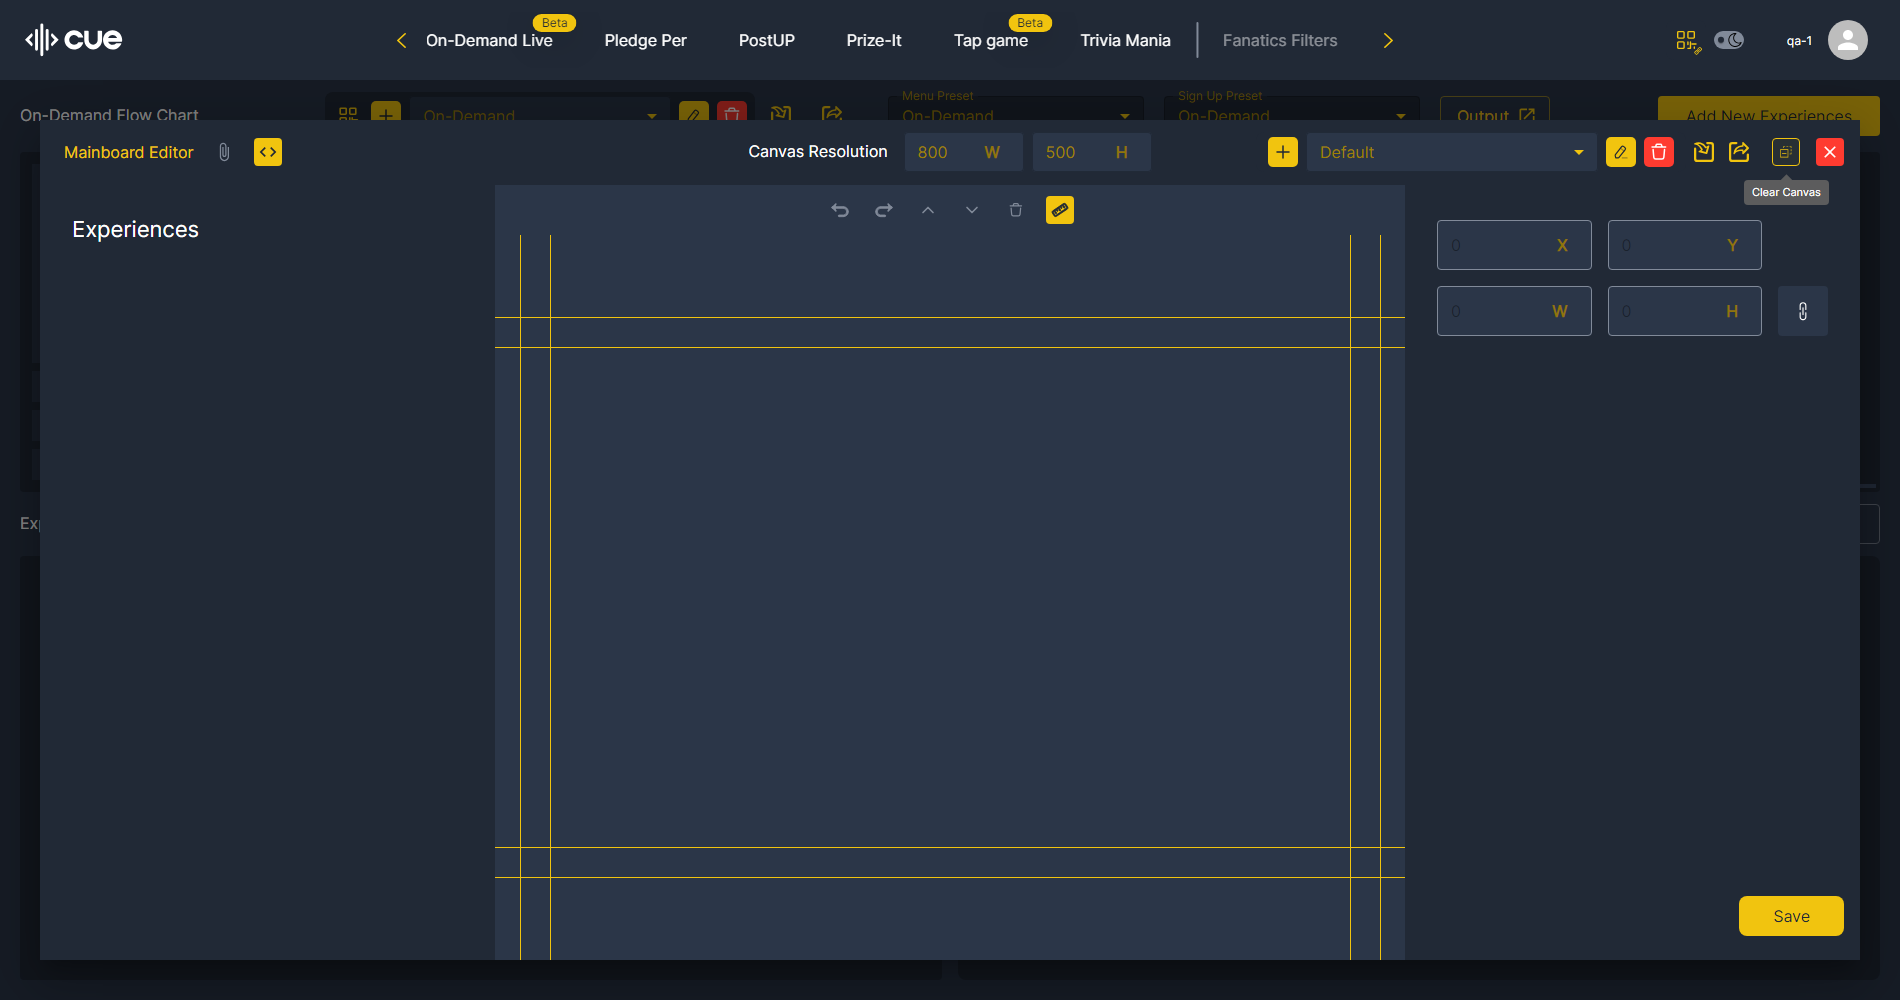 cue
On-Demand Live
Beta
Pledge Per
PostUP
Prize-It
Tap game
Beta
Trivia Mania
Fanatics Filters
qa-1
On-Demand Flow Chart
On-Demand
Menu Preset
On-Demand
Sign Up Preset
On-Demand
Output
Add New Experiences
Mainboard Editor
Canvas Resolution
800 W
500 H
Default
Clear Canvas
Experiences
0 X
0 Y
0 W
0 H
Save